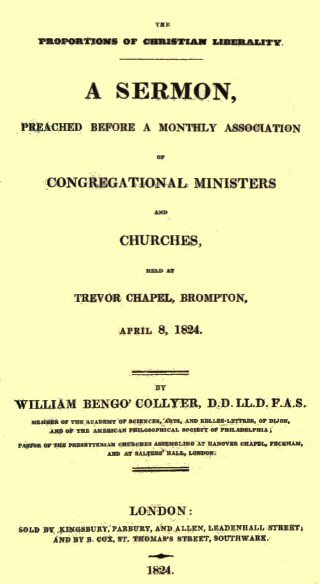 THE
PROPORTIONS OF CHRISTIAN LIBERALITY.
A SERMON,
PREACHED BEFORE A MONTHLY ASSOCIATION
OF
CONGREGATIONAL MINISTERS
AND
CHURCHES,
HELD AT
TREVOR CHAPEL, BROMPTON,
APRIL 8, 1824.
BY
WILLIAM BENGO' COLLYER, D.D. LL.D. F.A.S.
MEMBER OF THE ACADEMY OF SCIENCES, ARTS, AND BELLES-LETTRES, OF DIJON,
AND OF THE AMERICAN PHILOSOPHICAL SOCIETY OF PHILADELPHIA;
PASTOR OF THE PRESBYTERIAN CHURCHES ASSEMBLING AT HANOVER CHAPEL, PECKHAM,
AND AT SALTERS' HALL, LONDON.
LONDON:
SOLD BY KINGSBURY, PARBURY, AND ALLEN, LEADENHALL STREET;
AND BY B. COX, ST. THOMAS'S STREET, SOUTHWARK.
1824.